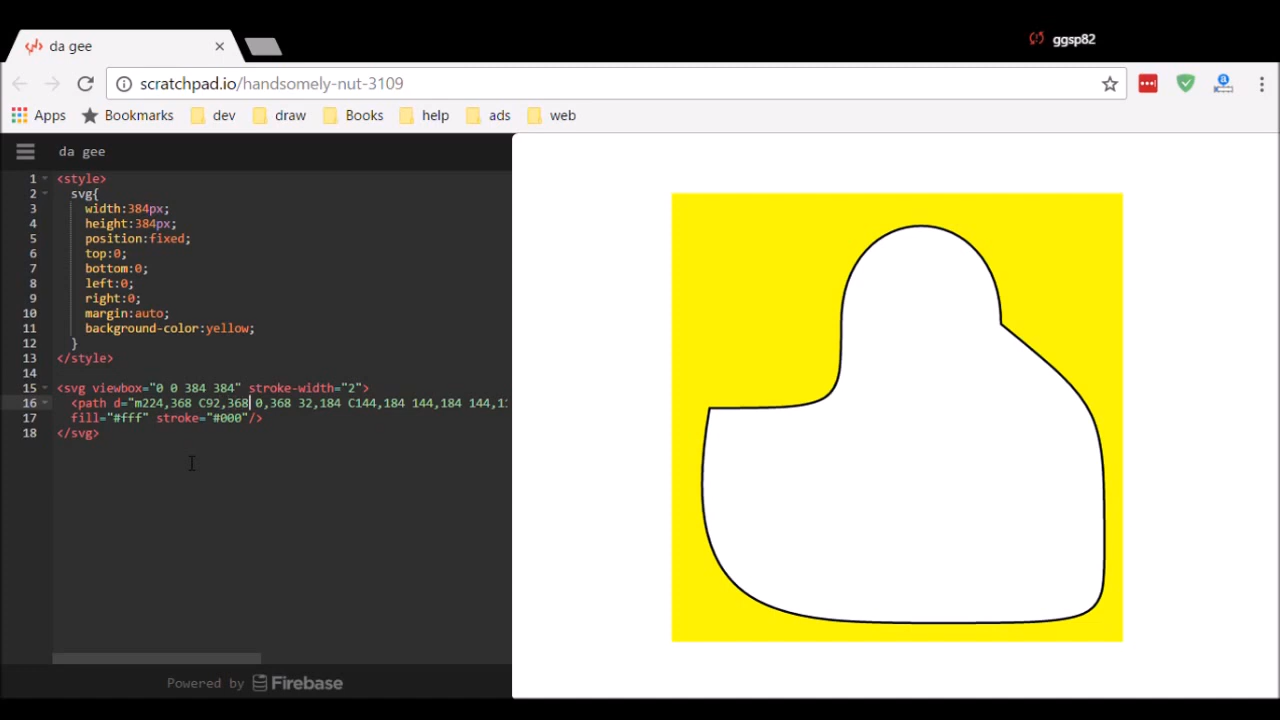 da gee
ggsp82
scratchpad.io/handsomely-nut-3109
Apps Bookmarks dev draw Books help ads web
da gee
1 <style>
2 svg{
3 width:384px;
4 height:384px;
5 position:fixed;
6 top:0;
7 bottom:0;
8 left:0;
9 right:0;
10 margin:auto;
11 background-color:yellow;
12 }
13 </style>
14
15 <svg viewbox="0 0 384 384" stroke-width="2">
16 <path d="m224,368 C92,368 0,368 32,184 C144,184 144,184 144,1
17 fill="#fff" stroke="#000"/>
18 </svg>
Powered by Firebase